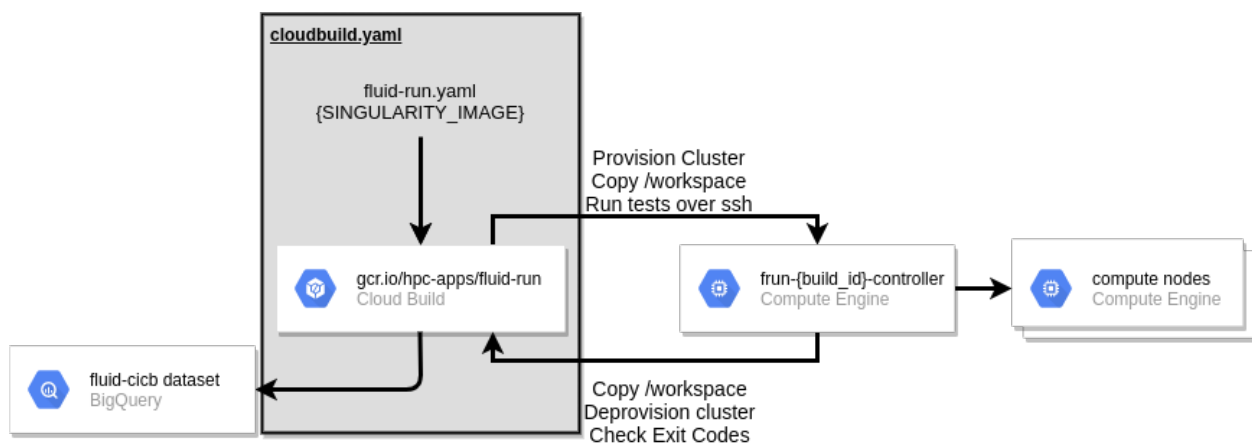 cloudbuild.yaml
fluid-run.yaml
{SINGULARITY_IMAGE}
Provision Cluster
Copy /workspace
Run tests over ssh
gcr.io/hpc-apps/fluid-run
Cloud Build
frun-{build_id}-controller
Compute Engine
compute nodes
Compute Engine
fluid-cicb dataset
BigQuery
Copy /workspace
Deprovision cluster
Check Exit Codes